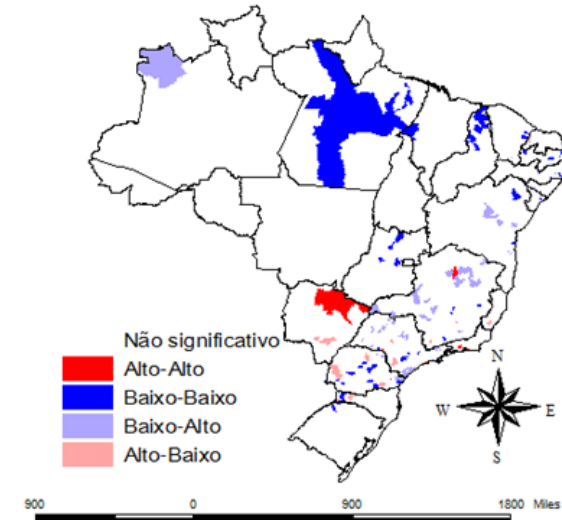 Não significativo
Alto-Alto
Baixo-Baixo
Baixo-Alto
Alto-Baixo
N
W E
S
900 0 900 1800 Miles